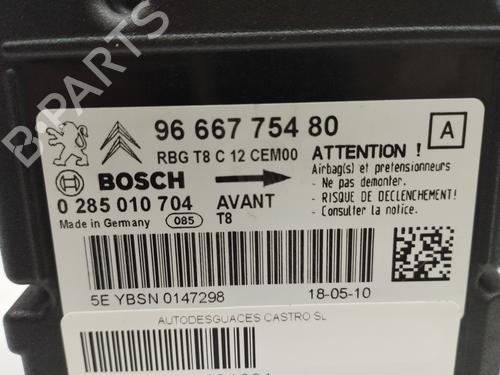 B-PARTS
96 667 754 80
A
RBG T8 C 12 CEM00
ATTENTION !
Airbag(s) et pretensionneurs
- Ne pas demonter.
- RISQUE DE DECLENCHEMENT!
- Consulter la notice.
BOSCH
0 285 010 704
AVANT
T8
Made in Germany
085
5E YBSN 0147298
18-05-10
AUTODESGUACES CASTRO SL